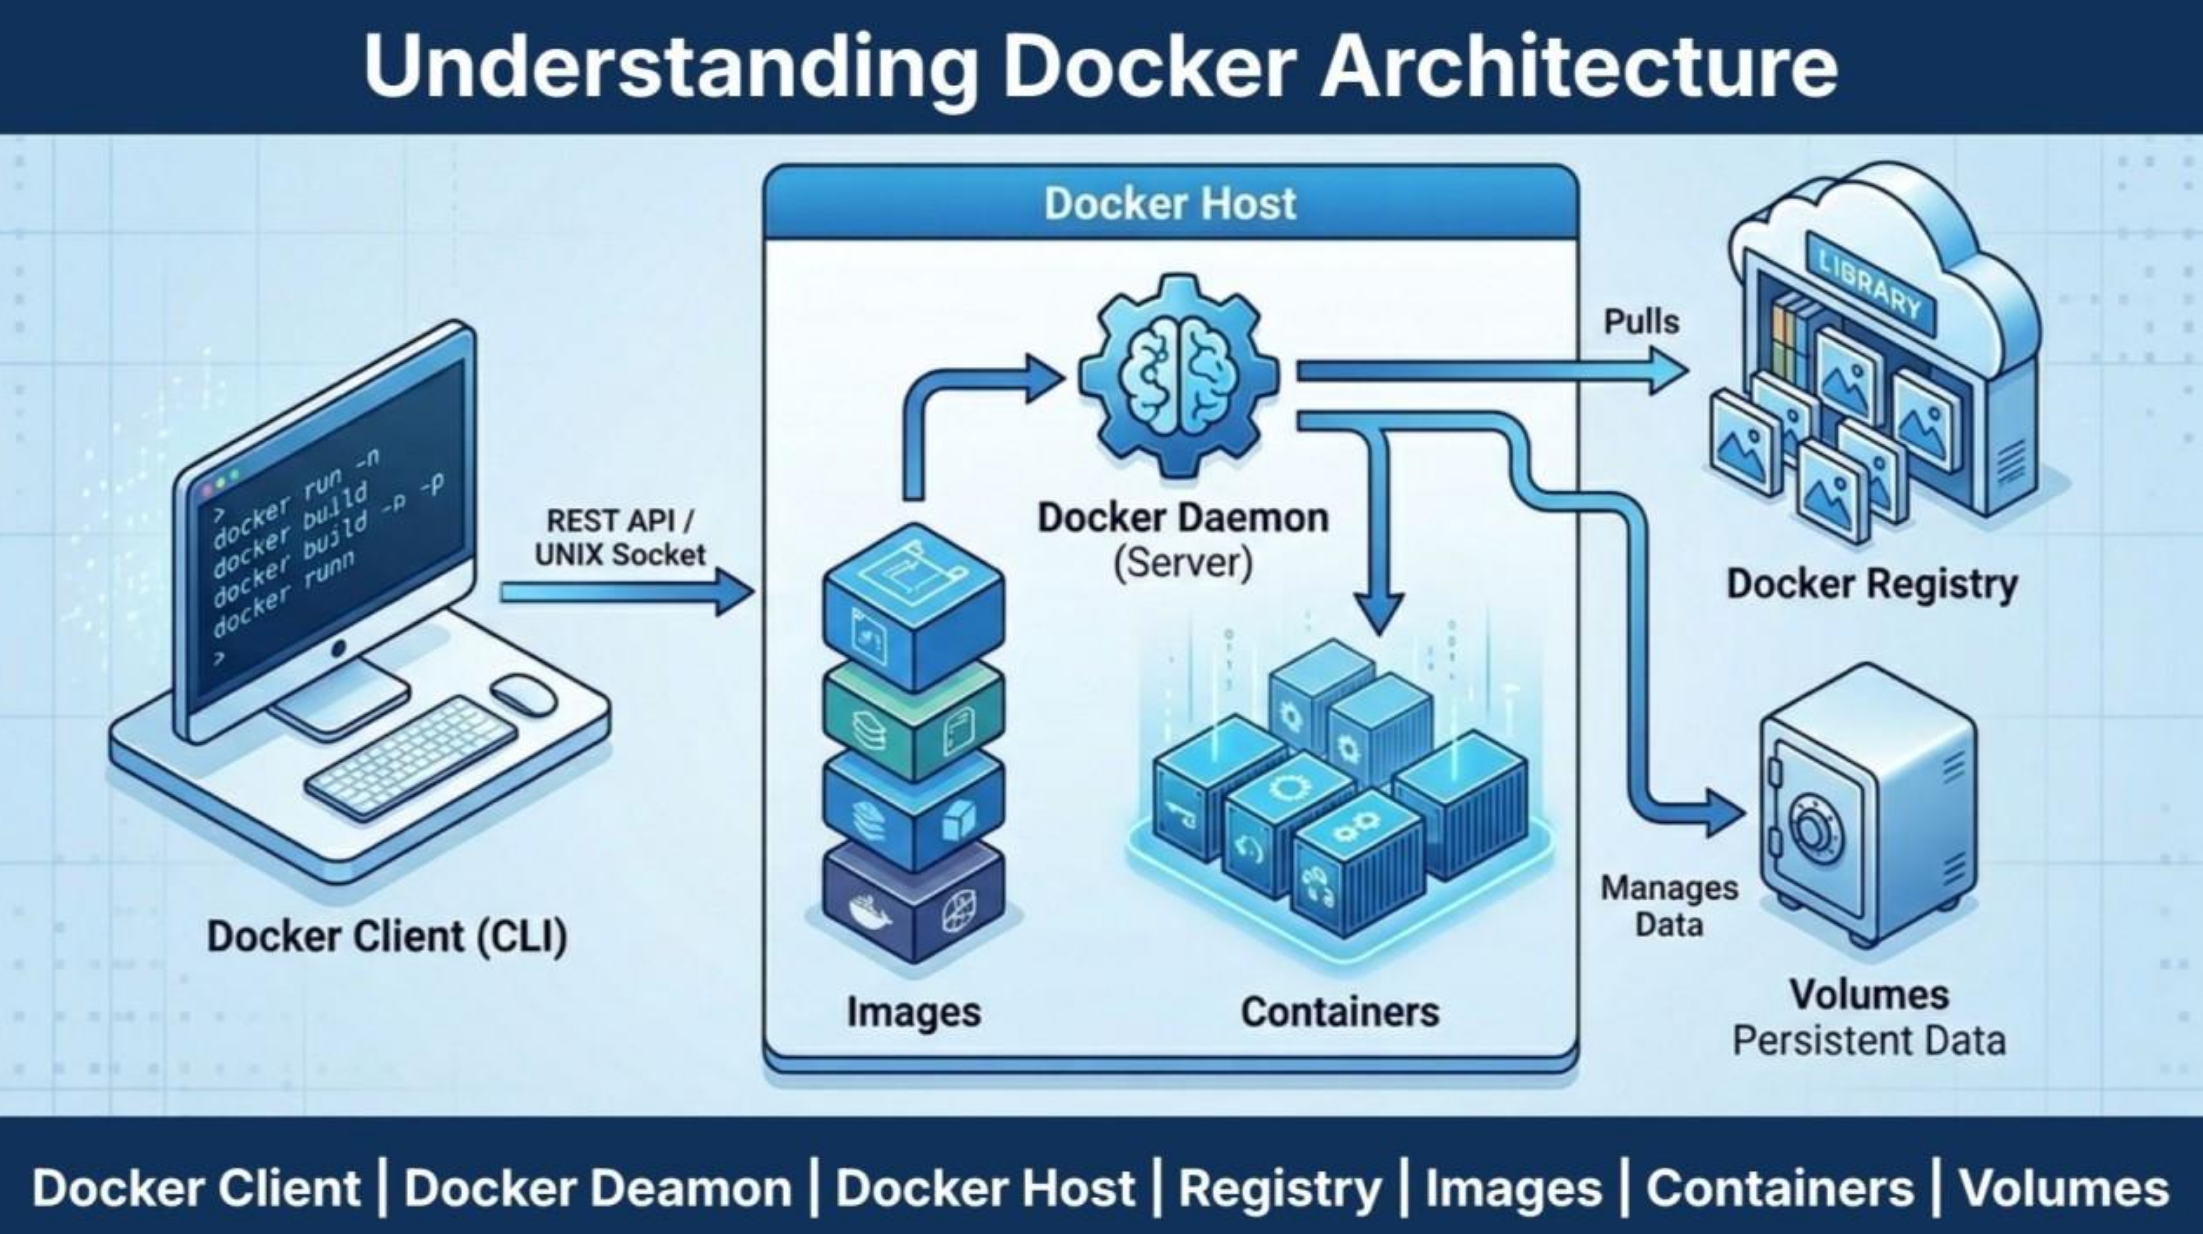 Understanding Docker Architecture
Docker Host
LIBRARY
Pulls
>
docker run -n
docker build
docker build -p -p
docker runn
>
REST API /
UNIX Socket
Docker Daemon
(Server)
Docker Registry
Docker Client (CLI)
Images
Containers
Manages
Data
Volumes
Persistent Data
Docker Client | Docker Deamon | Docker Host | Registry | Images | Containers | Volumes